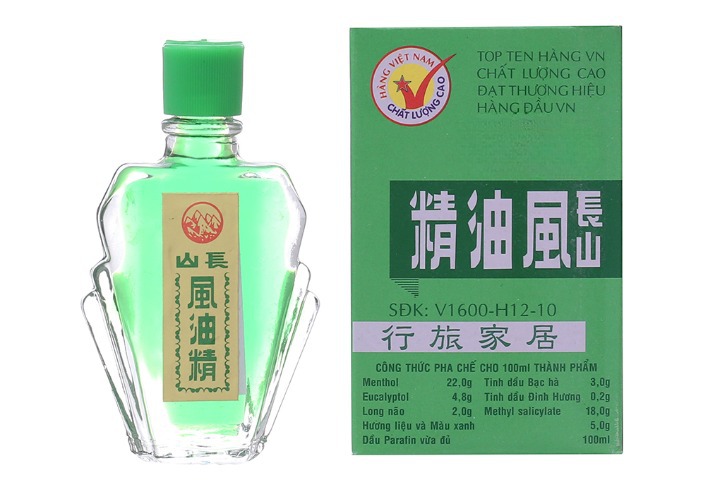 長山
風油精
HÀNG VIỆT NAM
CHẤT LƯỢNG CAO
TOP TEN HÀNG VN
CHẤT LƯỢNG CAO
ĐẠT THƯƠNG HIỆU
HÀNG ĐẦU VN
長山
風油精
SĐK: V1600-H12-10
居家旅行
CÔNG THỨC PHA CHẾ CHO 100ml THÀNH PHẨM
Menthol 22,0g Tinh dầu Bạc hà 3,0g
Eucalyptol 4,8g Tinh dầu Đinh Hương 0,2g
Long não 2,0g Methyl salicylate 18,0g
Hương liệu và Màu xanh 5,0g
Dầu Parafin vừa đủ 100ml